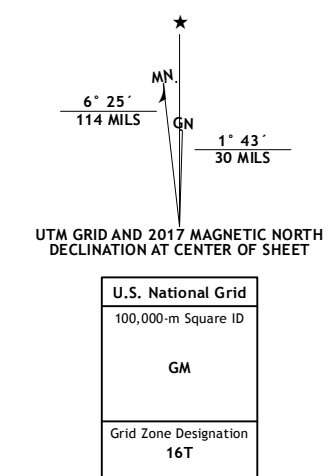 ★
MN.
6° 25´
114 MILS
GN
1° 43´
30 MILS
UTM GRID AND 2017 MAGNETIC NORTH
DECLINATION AT CENTER OF SHEET
U.S. National Grid
100,000-m Square ID
GM
Grid Zone Designation
16T